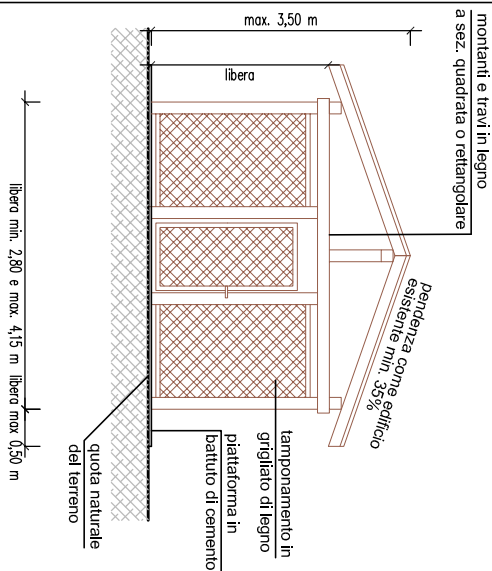 montanti e travi in legno
a sez. quadrata o rettangolare
max. 3,50 m
libera
pendenza come edificio
esistente min. 35%
tamponamento in
grigliato di legno
piattaforma in
battuto di cemento
quota naturale
del terreno
libera min. 2,80 e max. 4,15 m
libera max 0,50 m